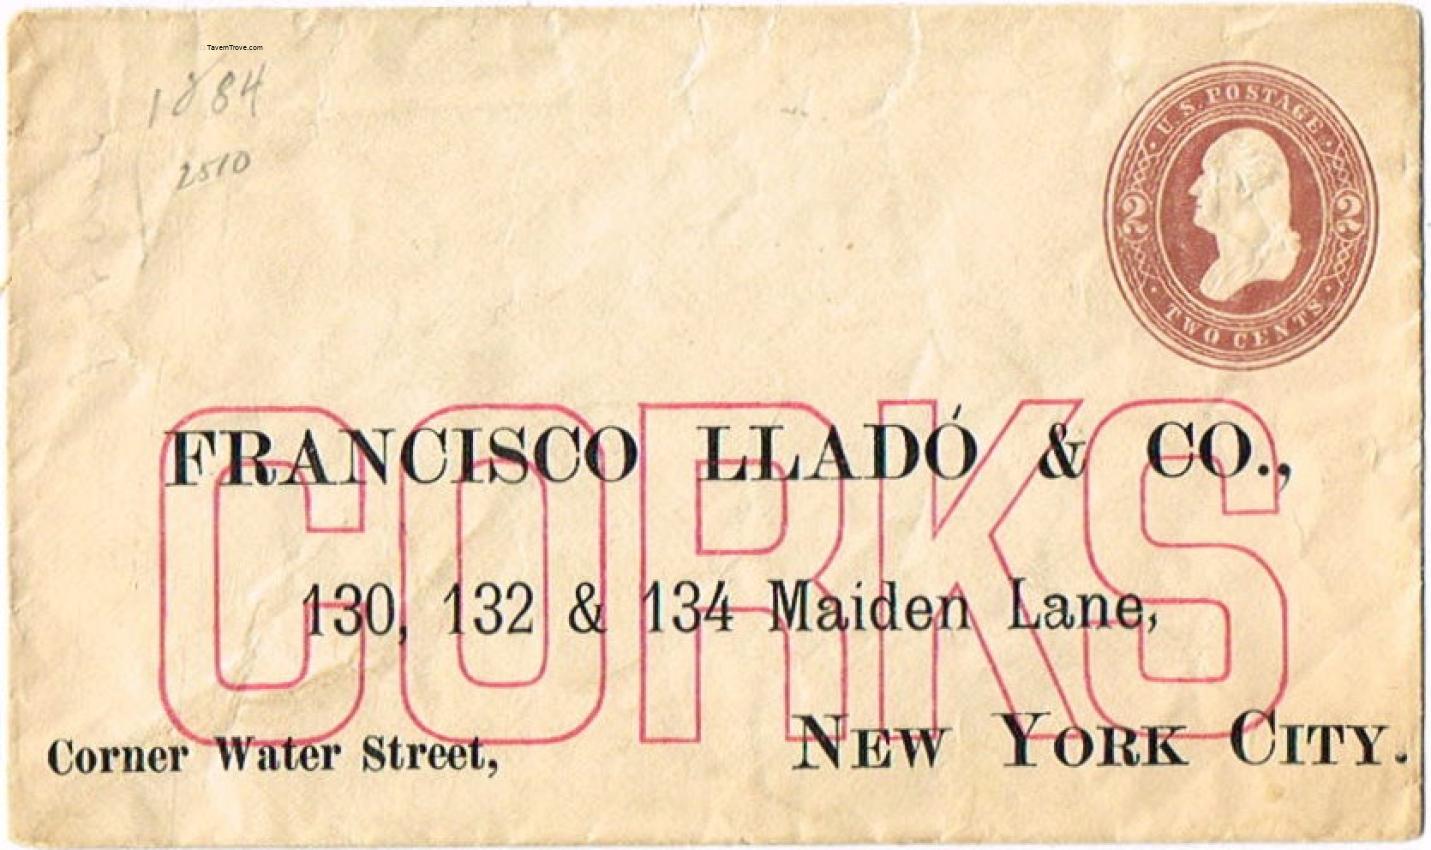 TavernTrove.com
1884
2510
U.S. POSTAGE
2 2
TWO CENTS
CORKS
FRANCISCO LLADÓ & CO.,
130, 132 & 134 Maiden Lane,
Corner Water Street,
NEW YORK CITY.